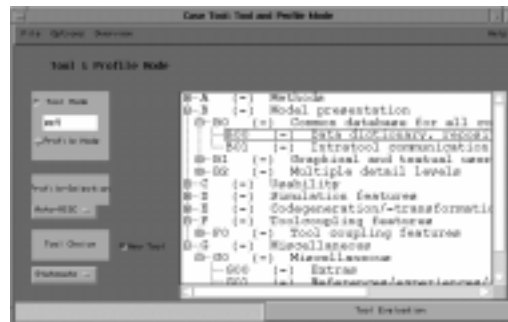 Case Tool: Tool and Profile Mode
File Options Overview
Help
Tool & Profile Mode
Tool Mode
Profile Mode
A (-) Methods
B (-) Model presentation
B0 (-) Common database for all
B00 (-) Data dictionary,
B01 (-) Intratool communication
B1 (-) Graphical and textual user
B2 (-) Multiple detail levels
C (-) Usability
D (-) Simulation features
E (-) Codegeneration/-transformatio
F (-) Toolcoupling features
F0 (-) Tool coupling features
G (-) Miscellaneous
G0 (-) Miscellaneous
G00 (-) Extras
G01 (-) References/experiences/
Profile-Selection
Tool Choice
New Tool
Statemate
Tool Evaluation